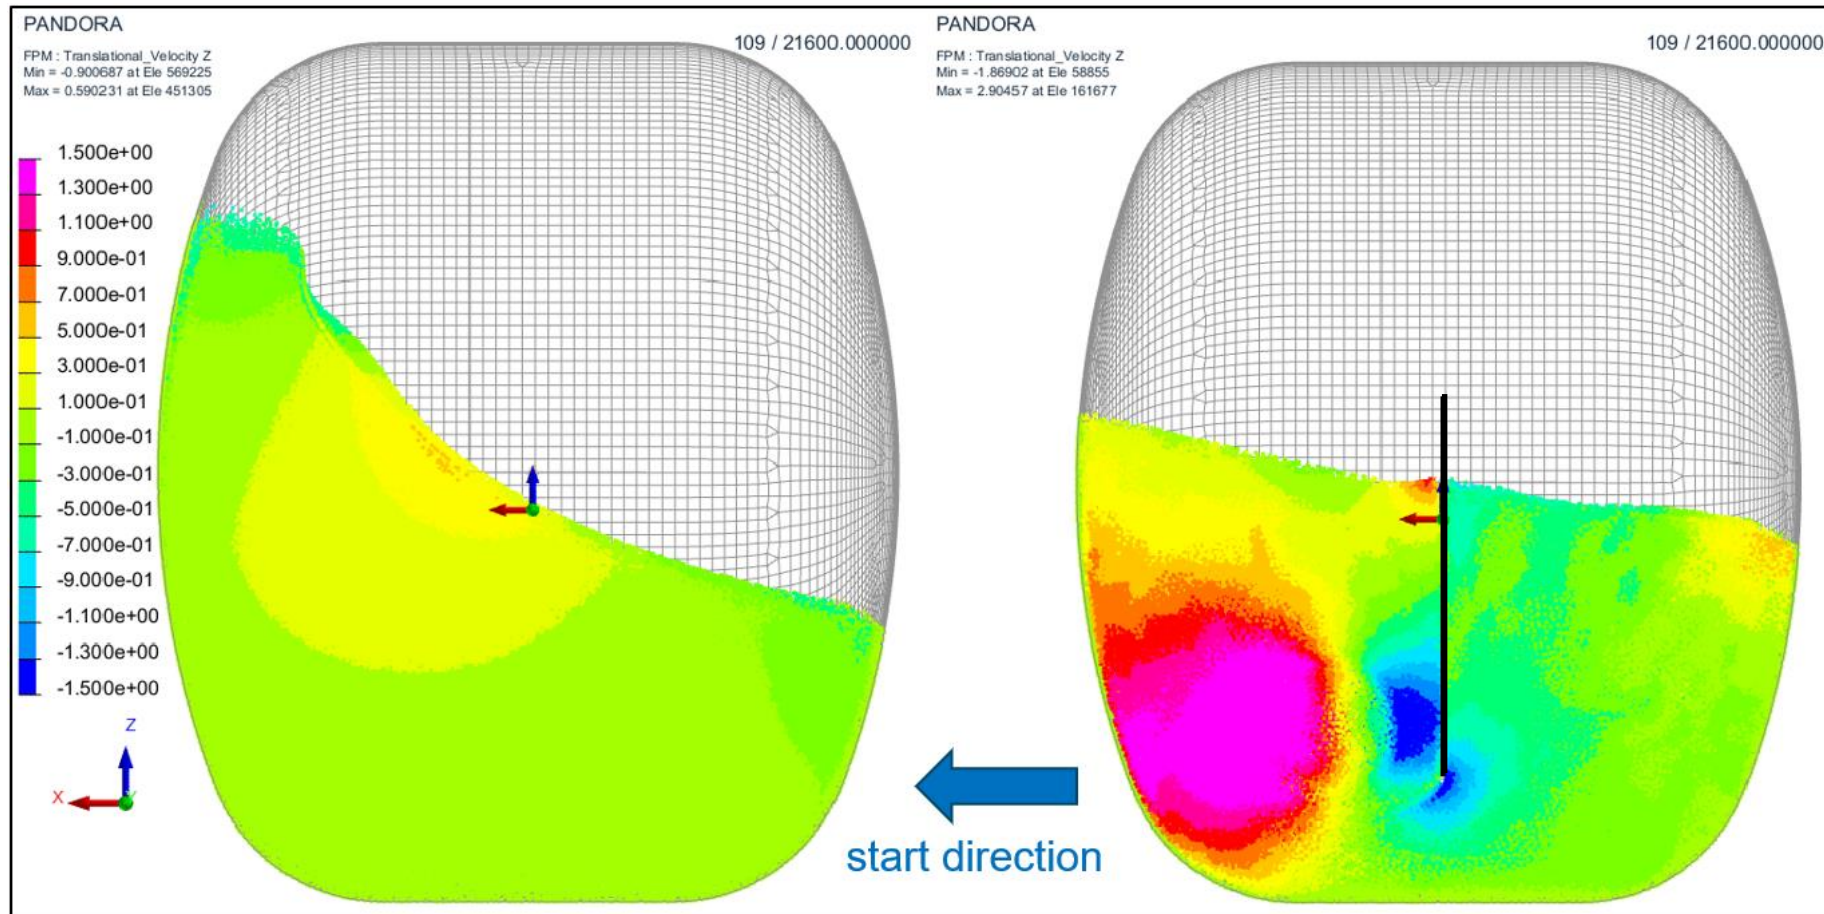 PANDORA
FPM : Translational_Velocity Z
Min = -0.900687 at Ele 569225
Max = 0.590231 at Ele 451305
109 / 21600.000000
1.500e+00
1.300e+00
1.100e+00
9.000e-01
7.000e-01
5.000e-01
3.000e-01
1.000e-01
-1.000e-01
-3.000e-01
-5.000e-01
-7.000e-01
-9.000e-01
-1.100e+00
-1.300e+00
-1.500e+00
Z
X
Y
PANDORA
FPM : Translational_Velocity Z
Min = -1.86902 at Ele 58855
Max = 2.90457 at Ele 161677
109 / 21600.000000
start direction